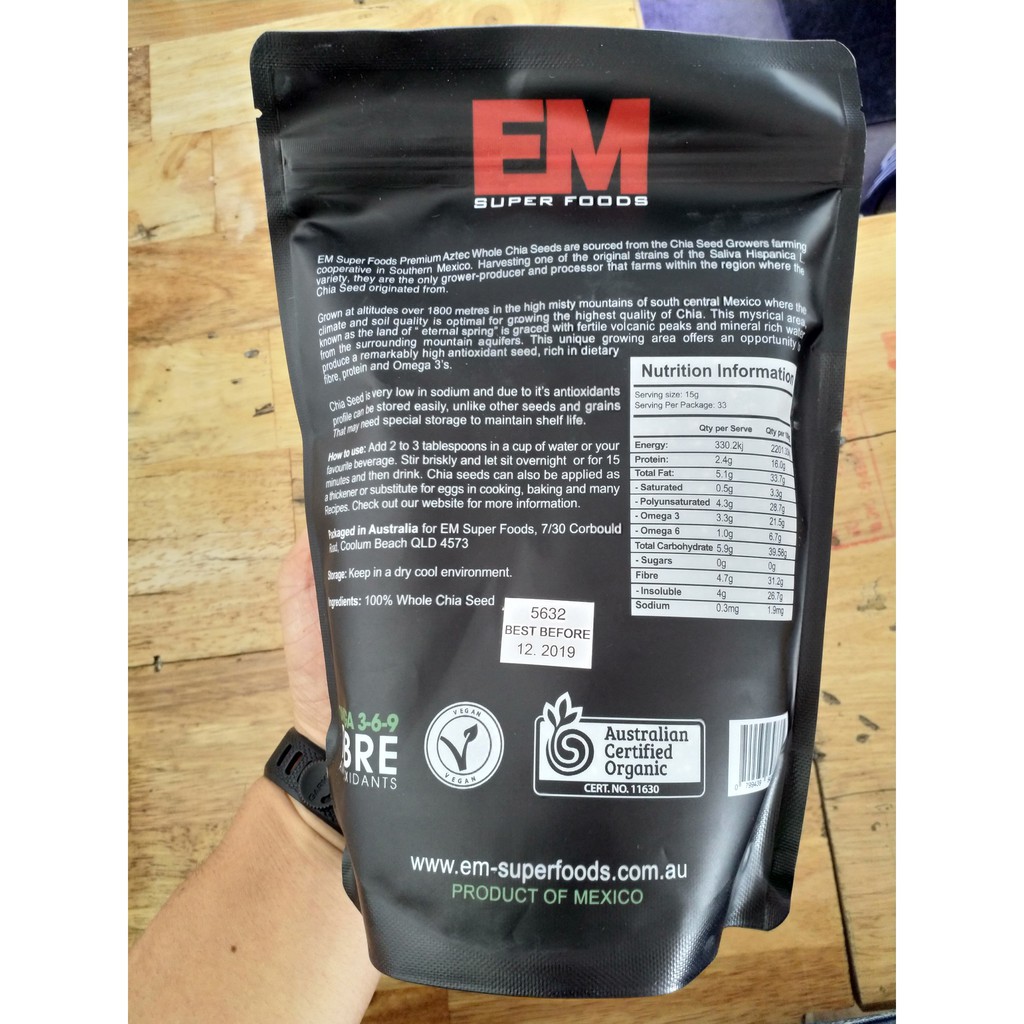 EM
SUPER FOODS
EM Super Foods Premium Aztec Whole Chia Seeds are sourced from the Chia Seed Growers farming
cooperative in Southern Mexico. Harvesting one of the original strains of the Saliva Hispanica L.
variety, they are the only grower-producer and processor that farms within the region where the
Chia Seed originated from.
Grown at altitudes over 1800 metres in the high misty mountains of south central Mexico where the
climate and soil quality is optimal for growing the highest quality of Chia. This mysrical area
known as the land of " eternal spring" is graced with fertile volcanic peaks and mineral rich water
from the surrounding mountain aquifers. This unique growing area offers an opportunity's
produce a remarkably high antioxidant seed, rich in dietary
fibre, protein and Omega 3's.
Chia Seed is very low in sodium and due to it's antioxidants
profile can be stored easily, unlike other seeds and grains
That may need special storage to maintain shelf life.
How to use: Add 2 to 3 tablespoons in a cup of water or your
favourite beverage. Stir briskly and let sit overnight or for 15
minutes and then drink. Chia seeds can also be applied as
a thickener or substitute for eggs in cooking, baking and many
Recipes. Check out our website for more information.
Packaged in Australia for EM Super Foods, 7/30 Corbould
Rod, Coolum Beach QLD 4573
Storage: Keep in a dry cool environment.
Ingredients: 100% Whole Chia Seed
Nutrition Information
Serving size: 15g
Serving Per Package: 33
Qty per Serve Qty per
Energy: 330.2kj
Protein: 2.4g 16.0g
Total Fat: 5.1g 33.7g
- Saturated 0.5g 3.3g
- Polyunsaturated 4.3g 28.7g
- Omega 3 3.3g 21.5g
- Omega 6 1.0g 6.7g
Total Carbohydrate 5.9g 39.58g
- Sugars 0g 0g
Fibre 4.7g 31.2g
- Insoluble 4g 26.7g
Sodium 0.3mg 1.9mg
5632
BEST BEFORE
12. 2019
3-6-9
BRE
XIDANTS
VEGAN
VEGAN
Australian
Certified
Organic
CERT. NO. 11630
www.em-superfoods.com.au
PRODUCT OF MEXICO